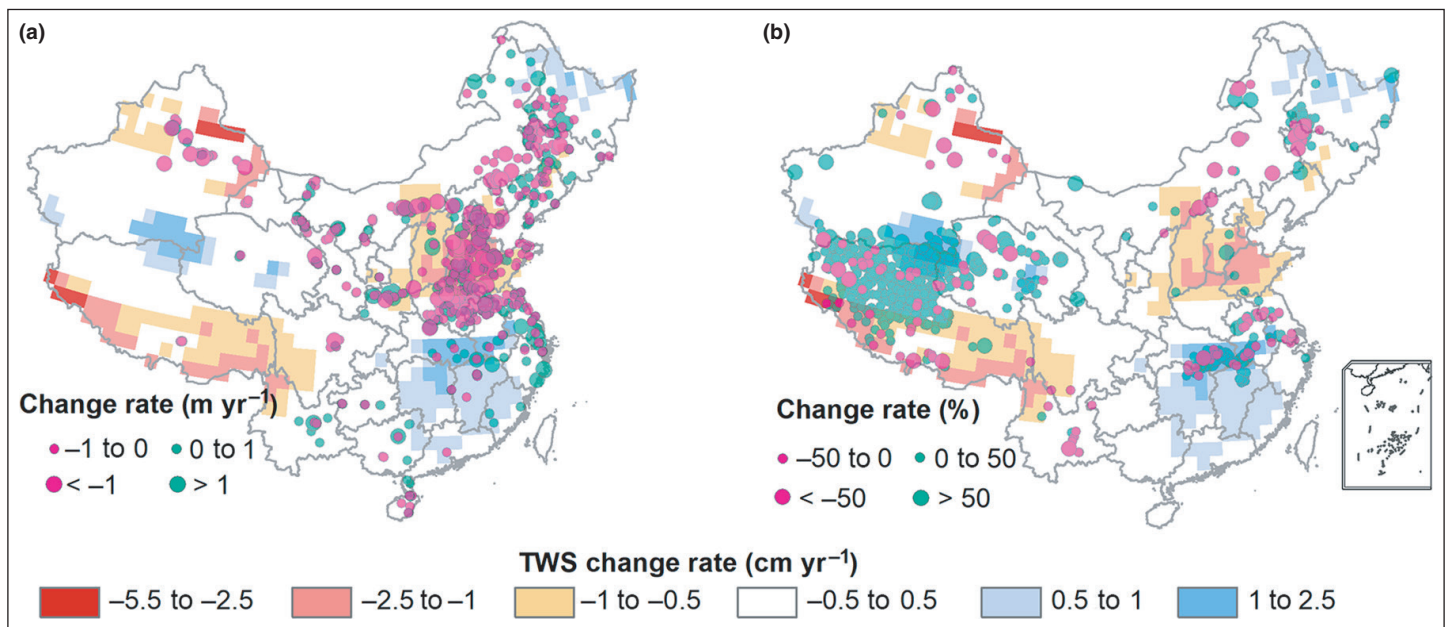 (a)
(b)
Change rate (m yr⁻¹)
–1 to 0
0 to 1
< –1
> 1
Change rate (%)
–50 to 0
0 to 50
< –50
> 50
TWS change rate (cm yr⁻¹)
–5.5 to –2.5
–2.5 to –1
–1 to –0.5
–0.5 to 0.5
0.5 to 1
1 to 2.5